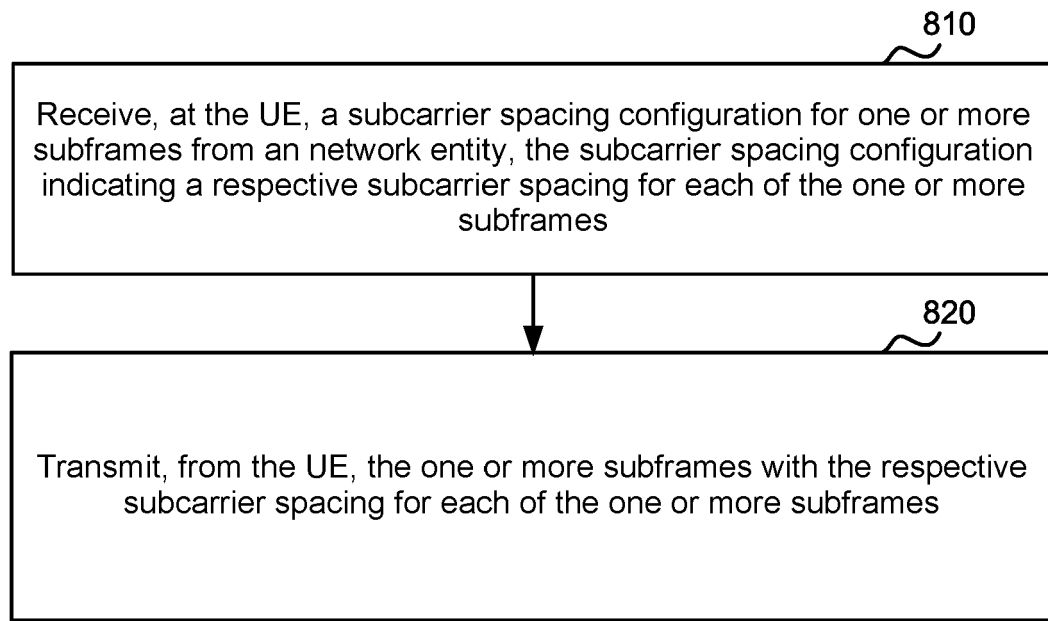 810
Receive, at the UE, a subcarrier spacing configuration for one or more
subframes from an network entity, the subcarrier spacing configuration
indicating a respective subcarrier spacing for each of the one or more
subframes
820
Transmit, from the UE, the one or more subframes with the respective
subcarrier spacing for each of the one or more subframes